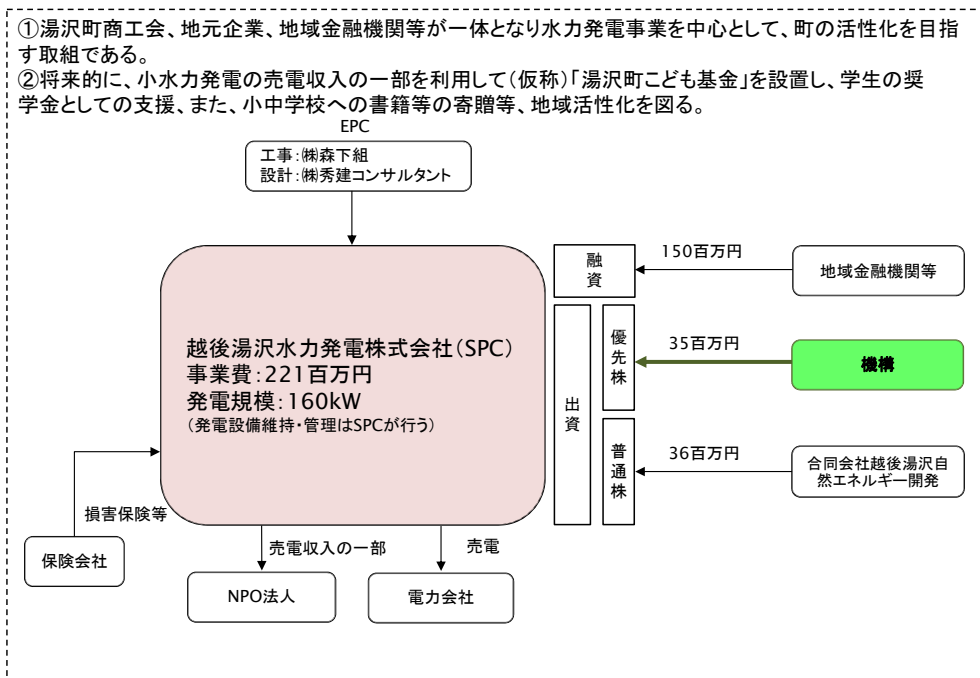 ①湯沢町商工会、地元企業、地域金融機関等が一体となり水力発電事業を中心として、町の活性化を目指
す取組である。
②将来的に、小水力発電の売電収入の一部を利用して(仮称)「湯沢町こども基金」を設置し、学生の奨
学金としての支援、また、小中学校への書籍等の寄贈等、地域活性化を図る。
EPC
工事:㈱森下組
設計:㈱秀建コンサルタント
融資
150百万円
地域金融機関等
越後湯沢水力発電株式会社(SPC)
事業費:221百万円
発電規模:160kW
(発電設備維持・管理はSPCが行う)
出資
優先株
35百万円
機構
普通株
36百万円
合同会社越後湯沢自
然エネルギー開発
損害保険等
保険会社
売電収入の一部
売電
NPO法人
電力会社